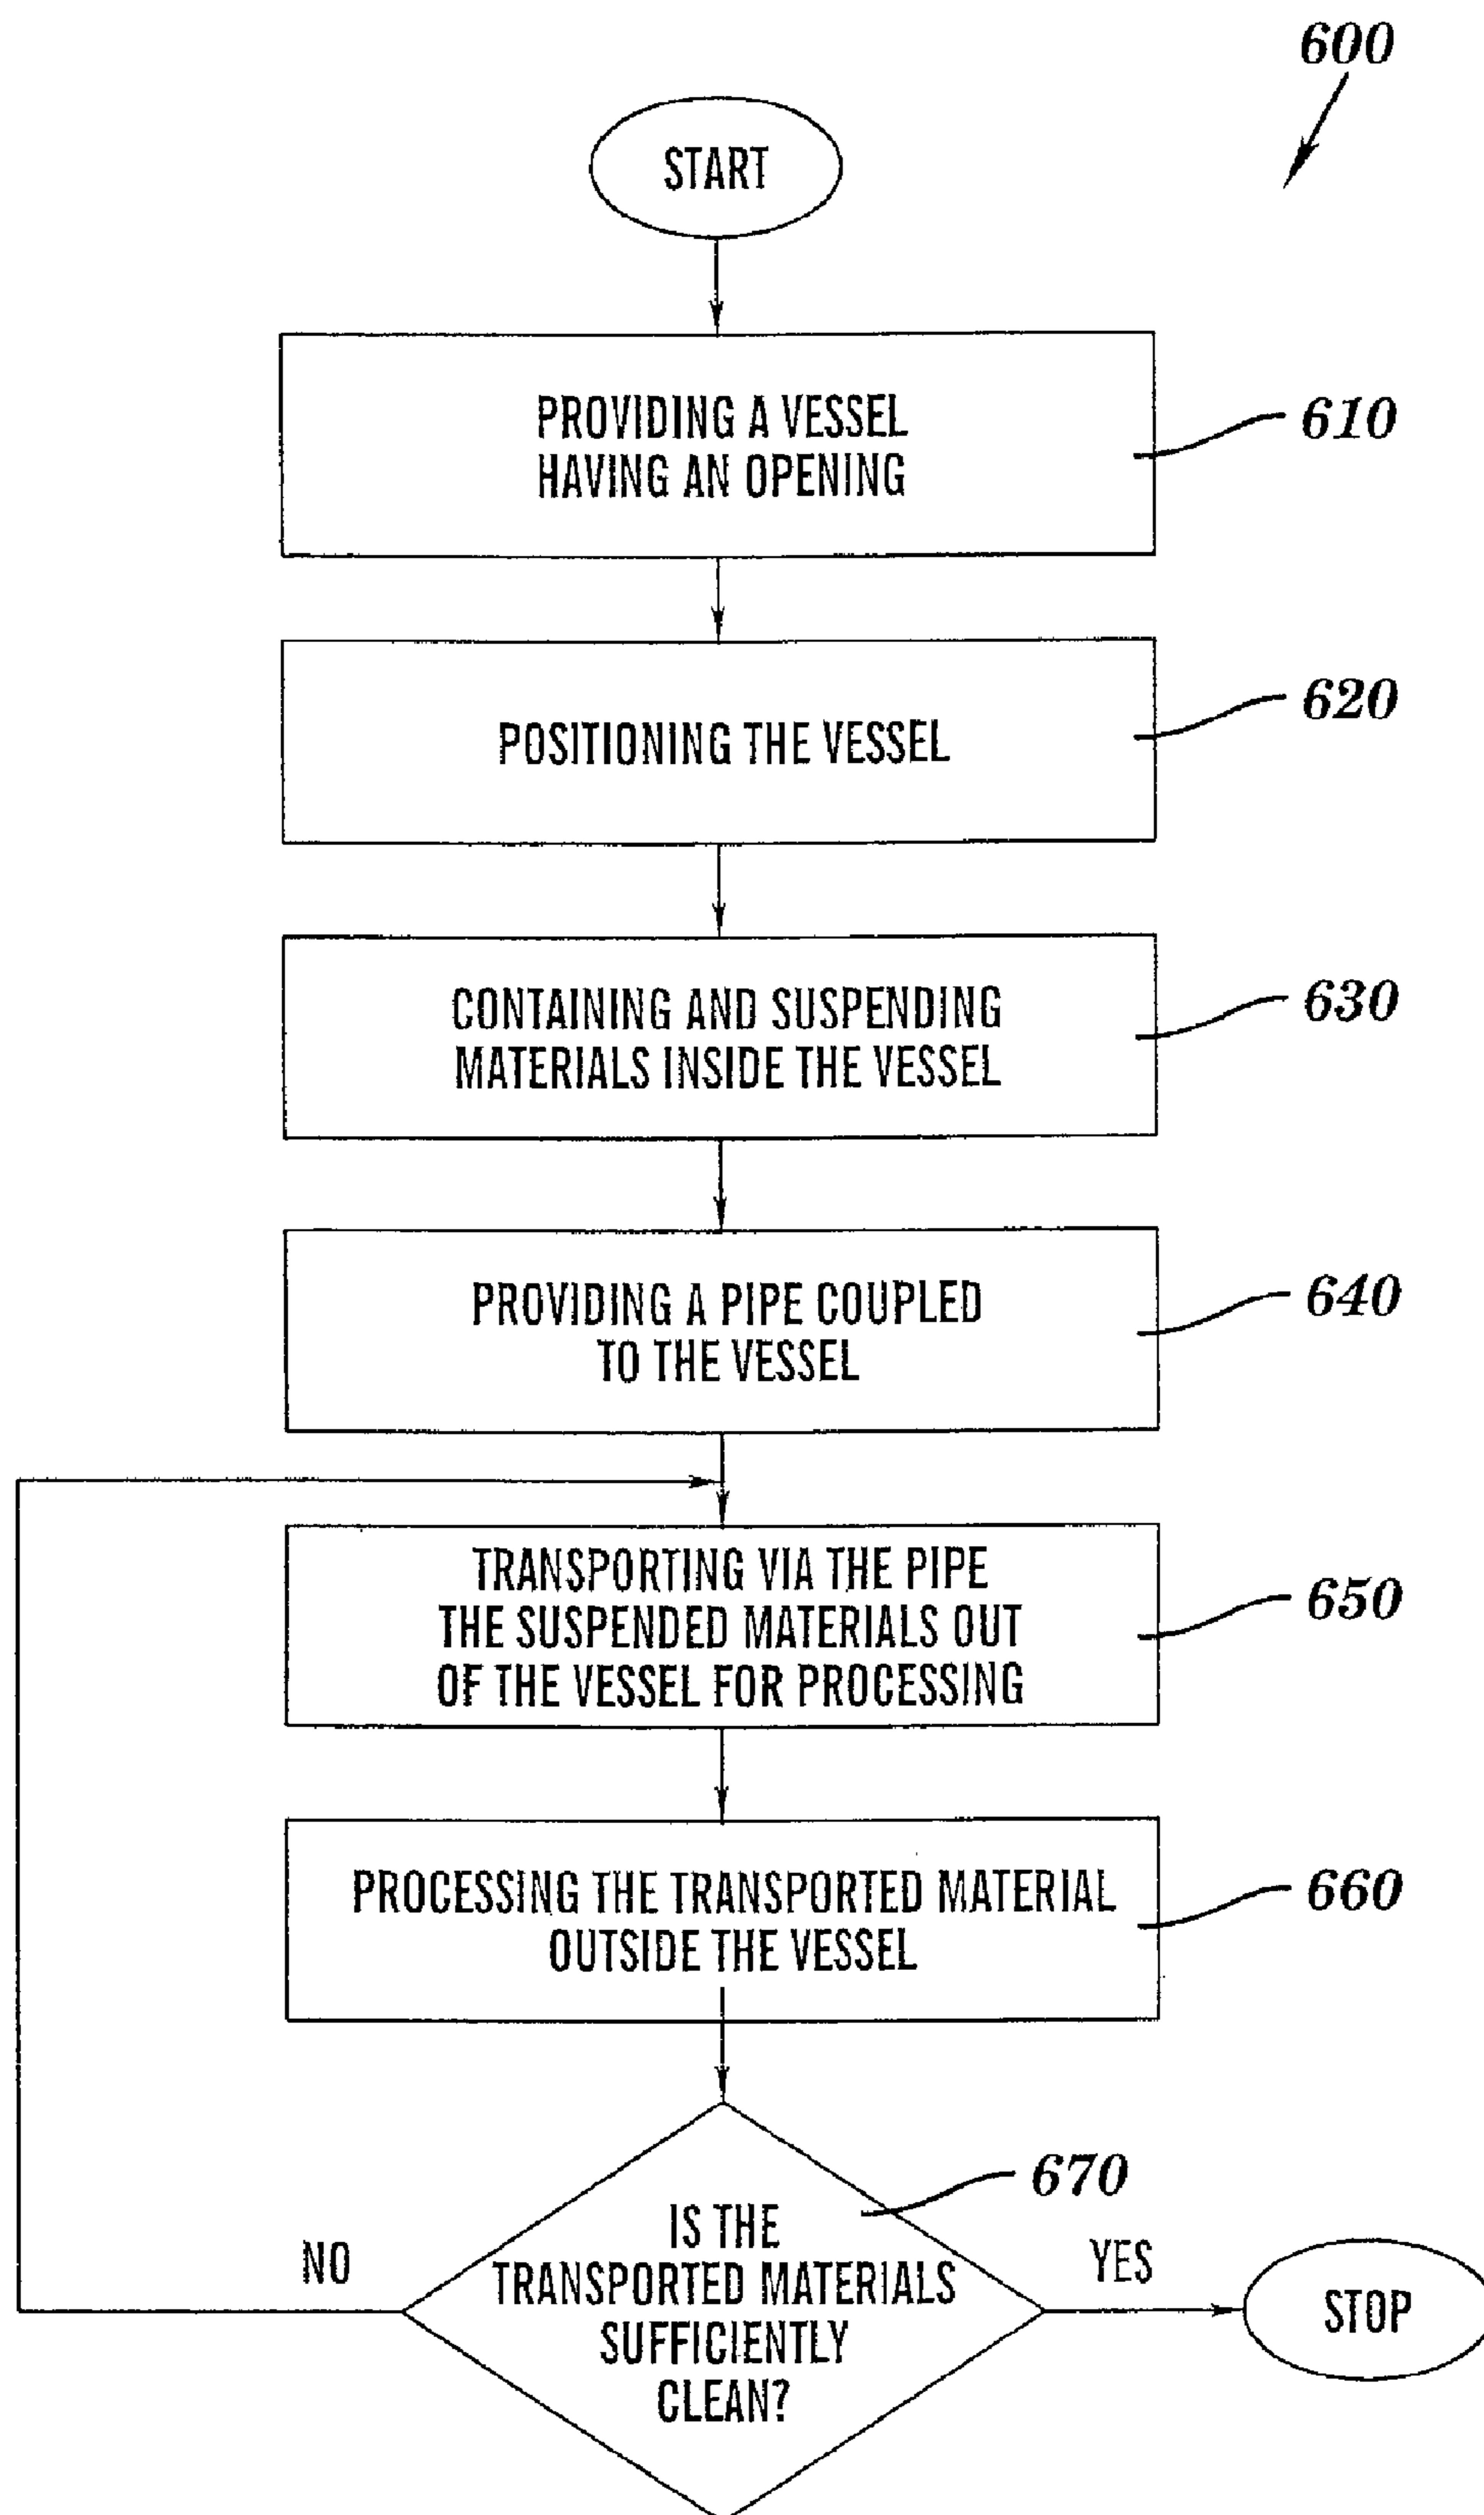 600
START
PROVIDING A VESSEL
HAVING AN OPENING
610
POSITIONING THE VESSEL
620
CONTAINING AND SUSPENDING
MATERIALS INSIDE THE VESSEL
630
PROVIDING A PIPE COUPLED
TO THE VESSEL
640
TRANSPORTING VIA THE PIPE
THE SUSPENDED MATERIALS OUT
OF THE VESSEL FOR PROCESSING
650
PROCESSING THE TRANSPORTED MATERIAL
OUTSIDE THE VESSEL
660
670
IS THE
TRANSPORTED MATERIALS
SUFFICIENTLY
CLEAN?
NO
YES
STOP